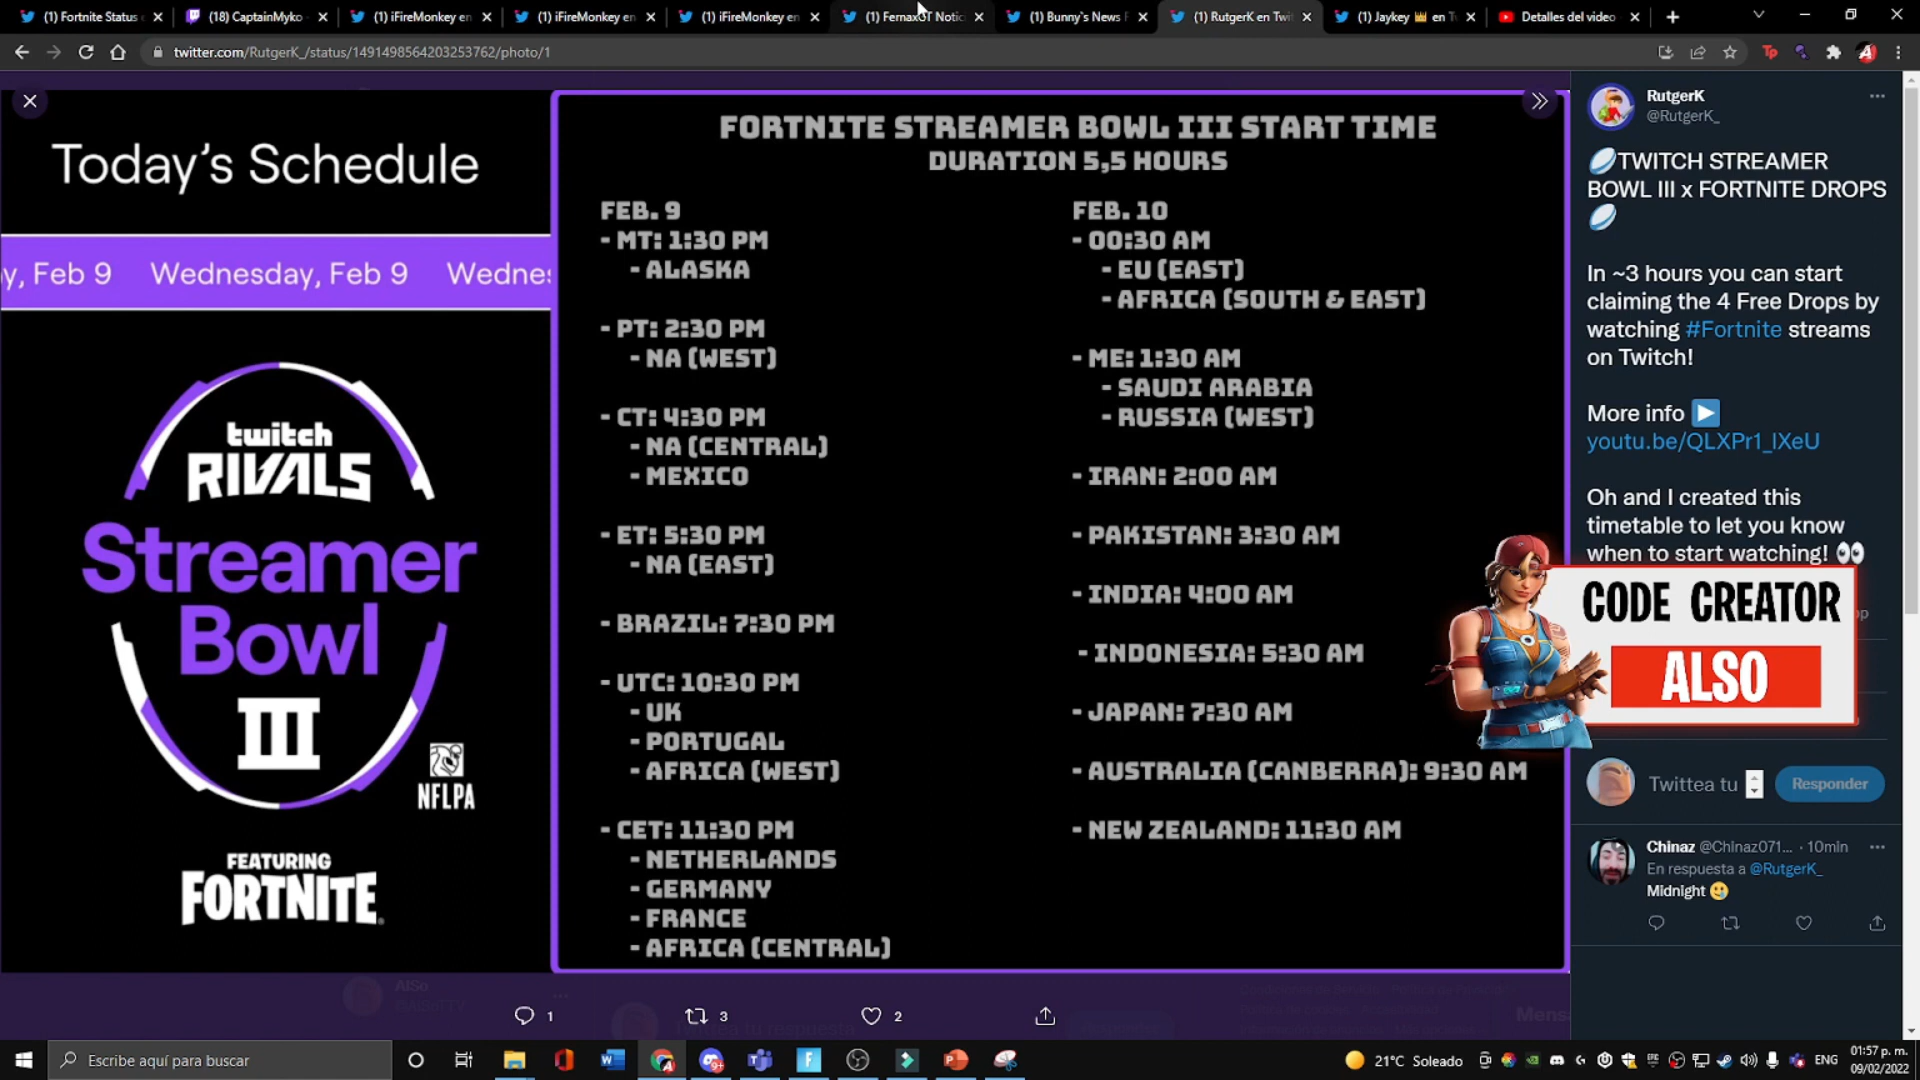 (1) Fortnite Status
(18) CaptainMyko
(1) iFireMonkey en
(1) iFireMonkey en
(1) iFireMonkey en
(1) FernaxGT Notic
(1) Bunny`s News
(1) RutgerK en Twi
(1) Jaykey 👑 en T
Detalles del video
twitter.com/RutgerK_/status/1491498564203253762/photo/1
Today's Schedule
y, Feb 9 Wednesday, Feb 9 Wednes
twitch
RIVALS
Streamer
Bowl
III
NFLPA
FEATURING
FORTNITE
FORTNITE STREAMER BOWL III START TIME
DURATION 5,5 HOURS
FEB. 9
- MT: 1:30 PM
- ALASKA
- PT: 2:30 PM
- NA (WEST)
- CT: 4:30 PM
- NA (CENTRAL)
- MEXICO
- ET: 5:30 PM
- NA (EAST)
- BRAZIL: 7:30 PM
- UTC: 10:30 PM
- UK
- PORTUGAL
- AFRICA (WEST)
- CET: 11:30 PM
- NETHERLANDS
- GERMANY
- FRANCE
- AFRICA (CENTRAL)
FEB. 10
- 00:30 AM
- EU (EAST)
- AFRICA (SOUTH & EAST)
- ME: 1:30 AM
- SAUDI ARABIA
- RUSSIA (WEST)
- IRAN: 2:00 AM
- PAKISTAN: 3:30 AM
- INDIA: 4:00 AM
- INDONESIA: 5:30 AM
- JAPAN: 7:30 AM
- AUSTRALIA (CANBERRA): 9:30 AM
- NEW ZEALAND: 11:30 AM
RutgerK
@RutgerK_
🏉TWITCH STREAMER
BOWL III x FORTNITE DROPS
🏉
In ~3 hours you can start
claiming the 4 Free Drops by
watching #Fortnite streams
on Twitch!
More info ▶️
youtu.be/QLXPr1_lXeU
Oh and I created this
timetable to let you know
when to start watching! 👀
CODE CREATOR
ALSO
Twittea tu
Responder
Chinaz @Chinaz071... · 10min
En respuesta a @RutgerK_
Midnight 🥲
AlSo
1
3
2
Escribe aquí para buscar
21°C Soleado
ENG
01:57 p. m.
09/02/2022